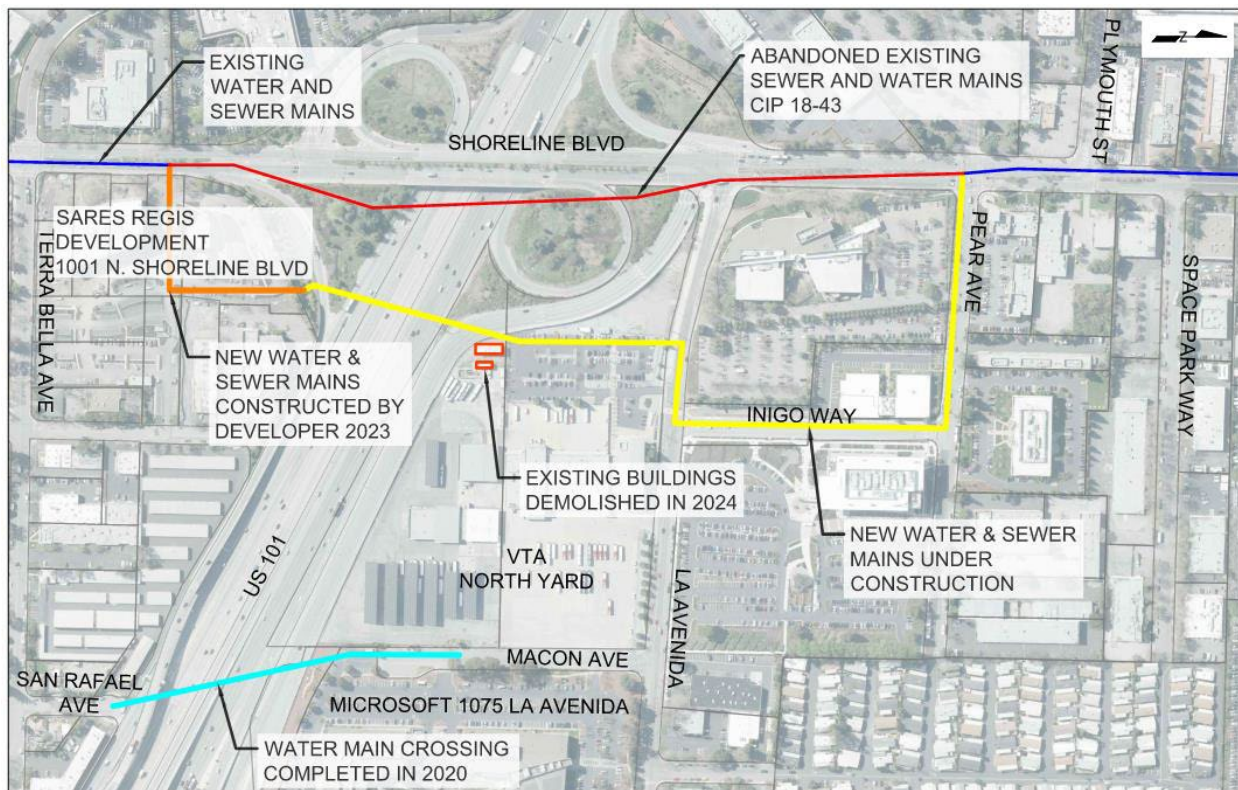 EXISTING
WATER AND
SEWER MAINS
ABANDONED EXISTING
SEWER AND WATER MAINS
CIP 18-43
PLYMOUTH ST
Z
SHORELINE BLVD
SARES REGIS
DEVELOPMENT
1001 N. SHORELINE BLVD
TERRA BELLA AVE
PEAR AVE
SPACE PARK WAY
NEW WATER &
SEWER MAINS
CONSTRUCTED BY
DEVELOPER 2023
INIGO WAY
EXISTING BUILDINGS
DEMOLISHED IN 2024
NEW WATER & SEWER
MAINS UNDER
CONSTRUCTION
US 101
VTA
NORTH YARD
LA AVENIDA
SAN RAFAEL
AVE
MACON AVE
MICROSOFT 1075 LA AVENIDA
WATER MAIN CROSSING
COMPLETED IN 2020